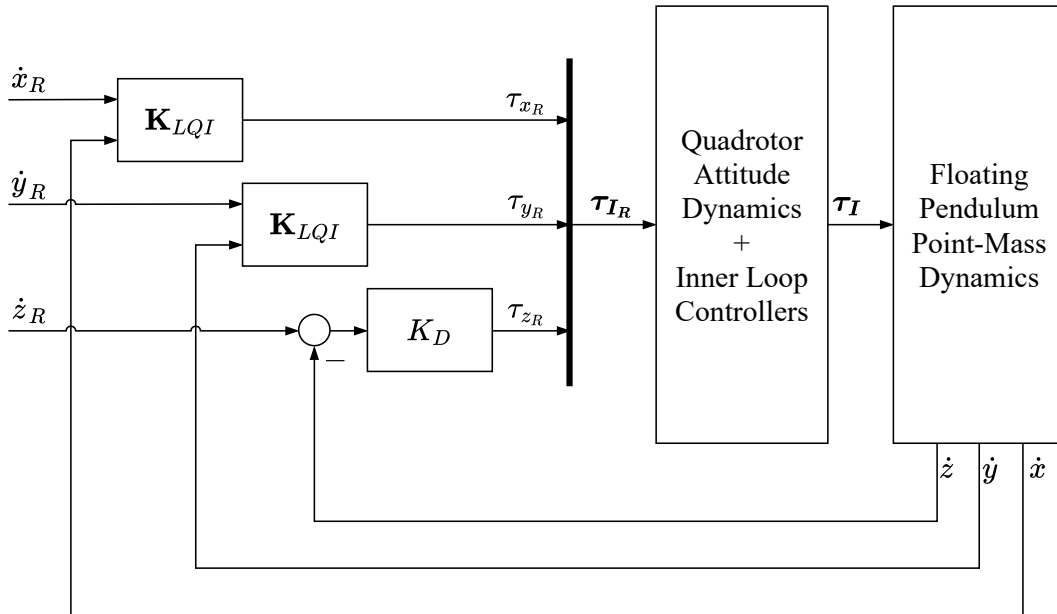 ẋ_R
𝐊_LQI
τ_{x_R}
ẏ_R
𝐊_LQI
τ_{y_R}
ż_R
−
K_D
τ_{z_R}
𝝉_{I_R}
Quadrotor
Attitude
Dynamics
+
Inner Loop
Controllers
𝝉_I
Floating
Pendulum
Point-Mass
Dynamics
ż ẏ ẋ